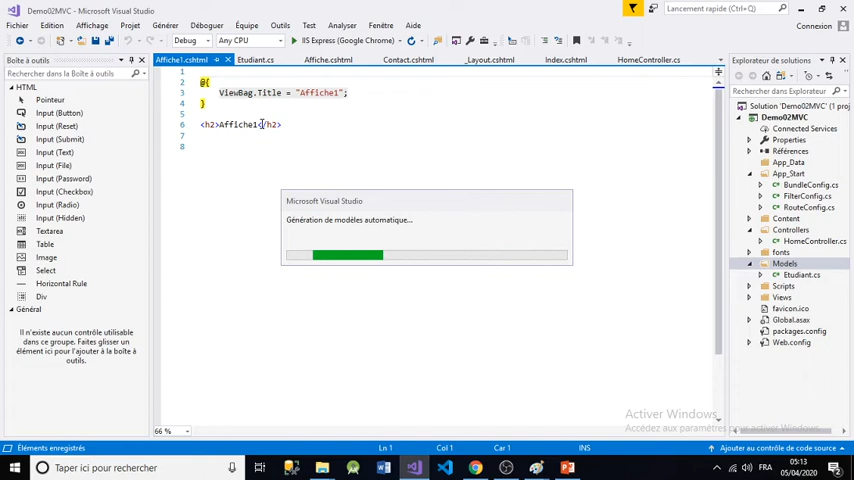 Demo02MVC - Microsoft Visual Studio
Lancement rapide (Ctrl+Q)
Fichier Edition Affichage Projet Générer Déboguer Équipe Outils Test Analyser Fenêtre Aide
Connexion
Debug Any CPU IIS Express (Google Chrome)
Boîte à outils
Rechercher dans Boîte à outils
HTML
Pointeur
Input (Button)
Input (Reset)
Input (Submit)
Input (Text)
Input (File)
Input (Password)
Input (Checkbox)
Input (Radio)
Input (Hidden)
Textarea
Table
Image
Select
Horizontal Rule
Div
Général
Il n'existe aucun contrôle utilisable
dans ce groupe. Faites glisser un
élément ici pour l'ajouter à la boîte à
outils.
Affiche1.cshtml Etudiant.cs Affiche.cshtml Contact.cshtml _Layout.cshtml Index.cshtml HomeController.cs
1
2 @{
3 ViewBag.Title = "Affiche1";
4 }
5
6 <h2>Affiche1</h2>
7
8
Microsoft Visual Studio
Génération de modèles automatique...
66 %
Explorateur de solutions
Rechercher dans Explorateur de solutions
Solution 'Demo02MVC' (1 projet)
Demo02MVC
Connected Services
Properties
Références
App_Data
App_Start
BundleConfig.cs
FilterConfig.cs
RouteConfig.cs
Content
Controllers
HomeController.cs
fonts
Models
Etudiant.cs
Scripts
Views
favicon.ico
Global.asax
packages.config
Web.config
Activer Windows
Accédez aux paramètres pour activer Windows.
Éléments enregistrés Ln 1 Col 1 Car 1 INS Ajouter au contrôle de code source
Taper ici pour rechercher
FRA
05:13
05/04/2020
2